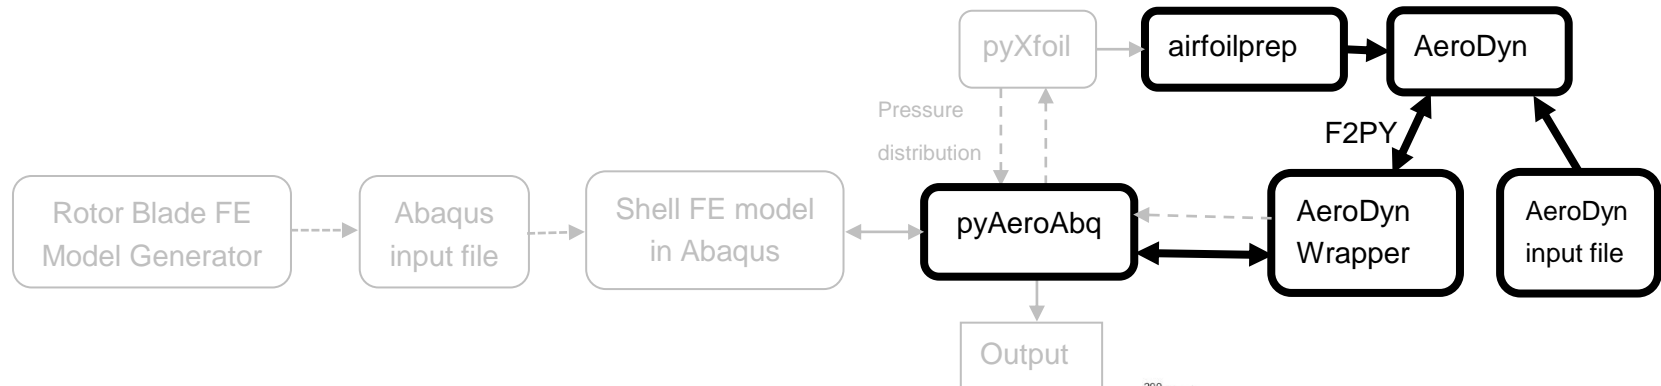 pyXfoil
airfoilprep
AeroDyn
Pressure
distribution
F2PY
Rotor Blade FE
Model Generator
Abaqus
input file
Shell FE model
in Abaqus
pyAeroAbq
AeroDyn
Wrapper
AeroDyn
input file
Output